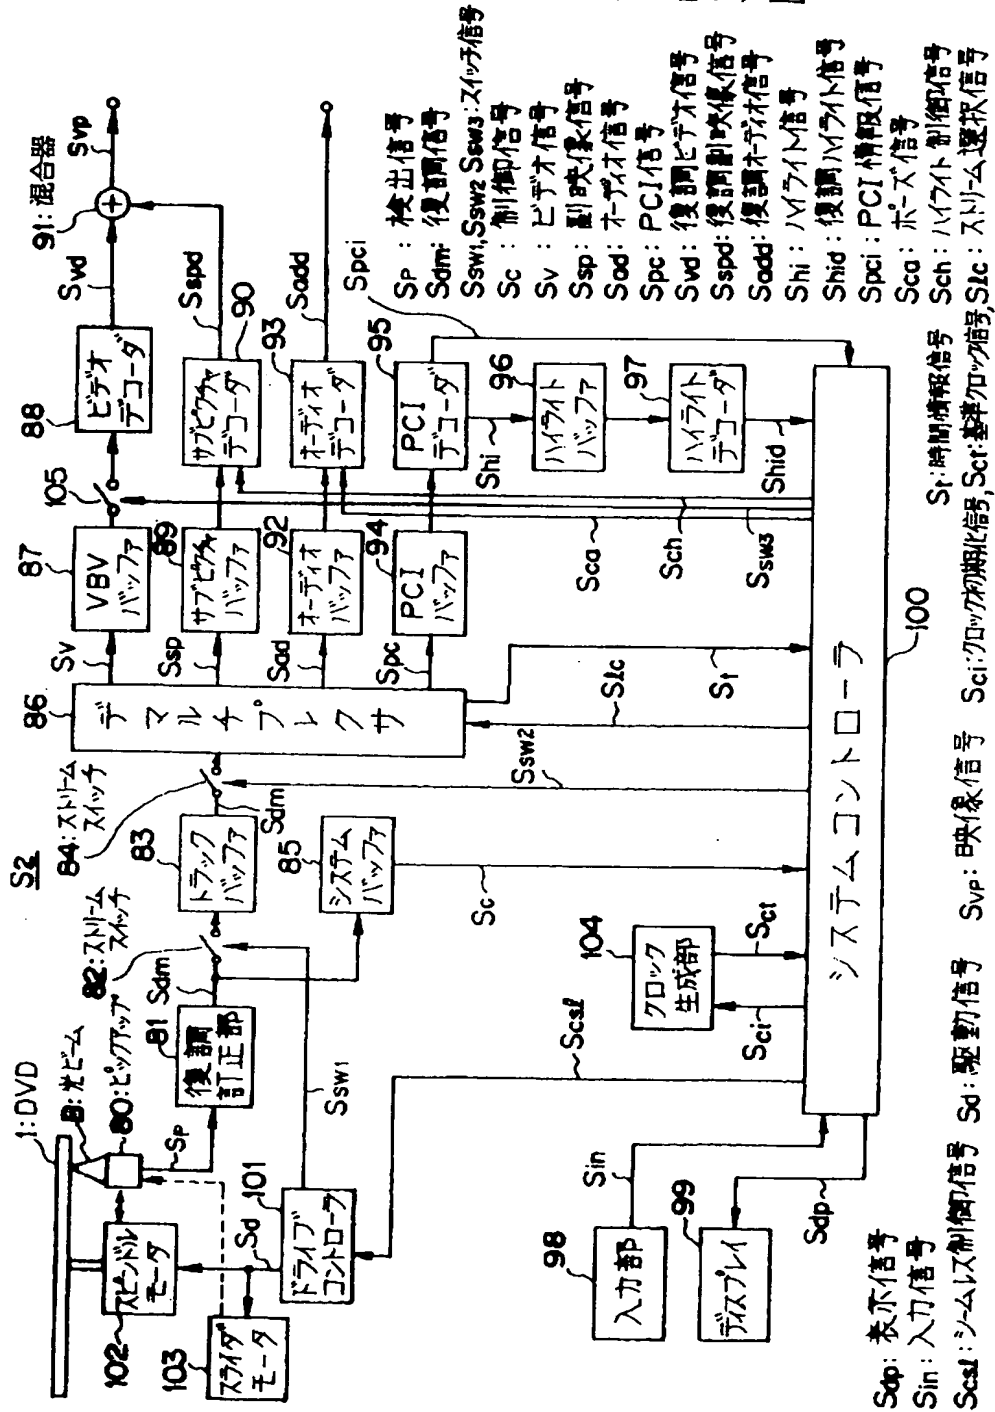 S2
1:DVD
B:光ビーム
80:ピックアップ
82:ストリーム
スイッチ
84:ストリーム
スイッチ
86
87
105
88
91:混合器
Svp
Svd
ビデオ
デコーダ
VBV
バッファ
Sv
デマルチプレクサ
Sdm
83
トラック
バッファ
Sdm
81
復調
訂正部
SP
102
スピンドル
モータ
103
スライダ
モータ
Sd
101
ドライブ
コントローラ
Ssw1
85
システム
バッファ
Sc
Ssw2
Ssp
89
サブピクチャ
バッファ
サブピクチャ
デコーダ
90
Sspd
Sad
92
オーディオ
バッファ
93
オーディオ
デコーダ
Sadd
Spc
94
PCI
バッファ
95
PCI
デコーダ
Spci
Shi
96
ハイライト
バッファ
97
ハイライト
デコーダ
Shid
Sca
Sch
Ssw3
Slc
St
104
クロック
生成部
Sct
Sci
Scsl
98
入力部
Sin
99
ディスプレイ
Sdp
システムコントローラ
100
SP:検出信号
Sdm:復調信号
Ssw1,Ssw2 Ssw3:スイッチ信号
Sc:制御信号
Sv:ビデオ信号
Ssp:副映像信号
Sad:オーディオ信号
Spc:PCI信号
Svd:復調ビデオ信号
Sspd:復調副映像信号
Sadd:復調オーディオ信号
Shi:ハイライト信号
Shid:復調ハイライト信号
Spci:PCI情報信号
Sca:ポーズ信号
Sch:ハイライト制御信号
St:時間情報信号
Sdp:表示信号
Sin:入力信号
Scsl:シームレス制御信号 Sd:駆動信号 Svp:映像信号 Sci:クロック初期化信号, Sct:基準クロック信号, Slc:ストリーム選択信号